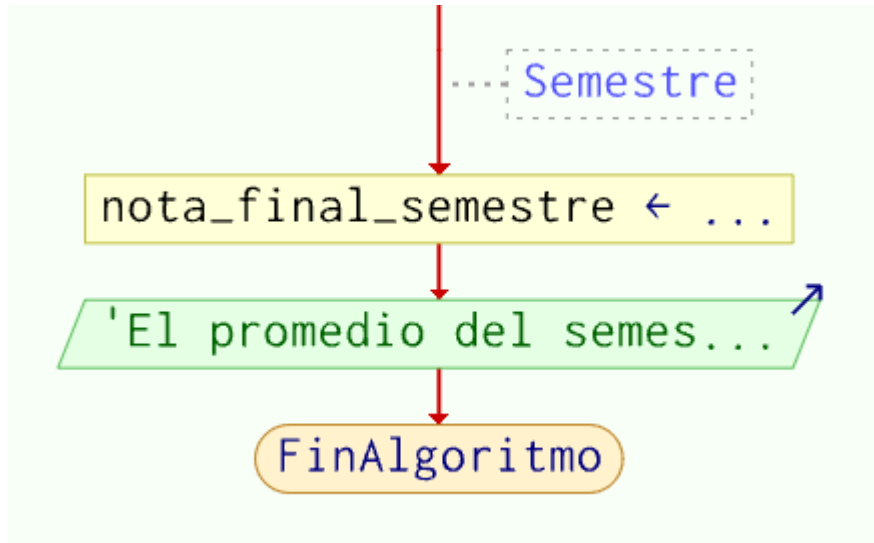 Semestre
nota_final_semestre ← ...
'El promedio del semes...
FinAlgoritmo